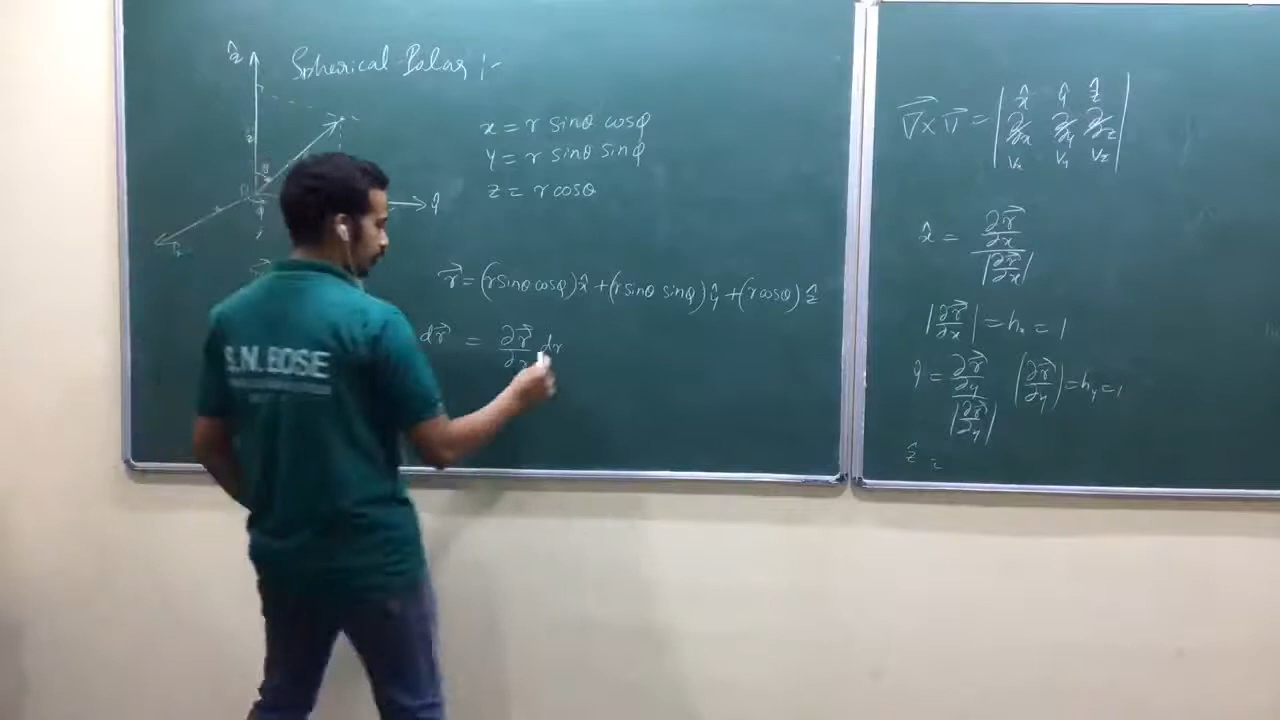 Spherical Polar :-
ẑ
ŷ
θ
φ
x = r sinθ cosφ
y = r sinθ sinφ
z = r cosθ
r⃗ = (r sinθ cosφ) x̂ + (r sinθ sinφ) ŷ + (r cosθ) ẑ
dr⃗ = ∂r⃗/∂r dr
S.N. BOSE
∇⃗ × V⃗ = | x̂ ŷ ẑ |
| ∂/∂x ∂/∂y ∂/∂z |
| Vx Vy Vz |
x̂ = ∂r⃗/∂x / |∂r⃗/∂x|
|∂r⃗/∂x| = hx = 1
ŷ = ∂r⃗/∂y / |∂r⃗/∂y| |∂r⃗/∂y| = hy = 1
ẑ =